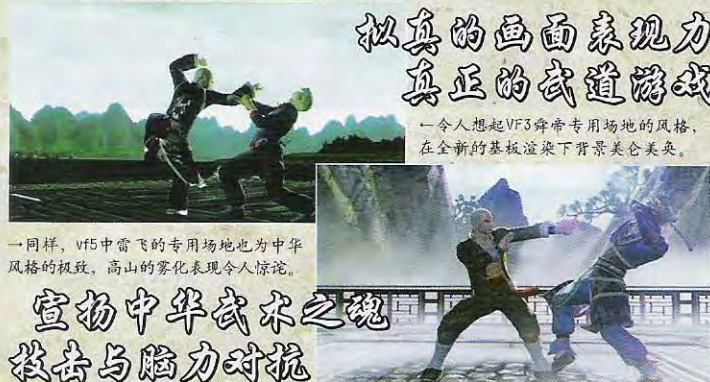 拟真的画面表现力
真正的武道游戏
←令人想起VF3舜帝专用场地的风格,
在全新的基板渲染下背景美仑美奂。
→同样，vf5中雷飞的专用场地也为中华
风格的极致，高山的雾化表现令人惊诧。
宣扬中华武术之魂
技击与脑力对抗